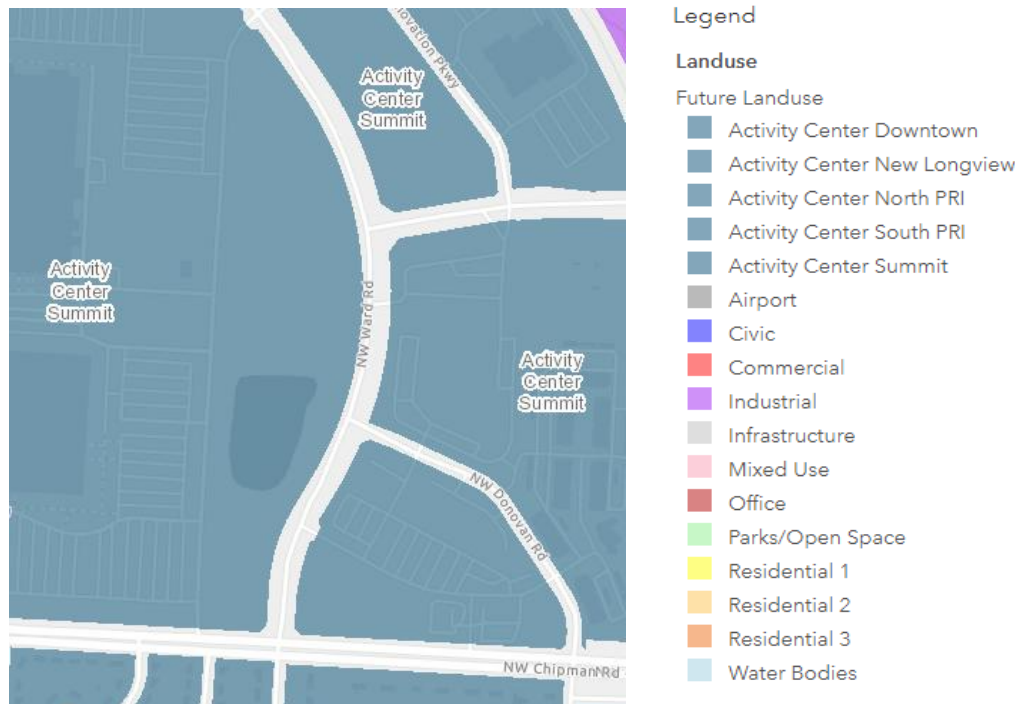 ovation Pkwy
Activity
Center
Summit
Activity
Center
Summit
NW Ward Rd
Activity
Center
Summit
NW Donovan Rd
NW Chipman Rd
Legend
Landuse
Future Landuse
Activity Center Downtown
Activity Center New Longview
Activity Center North PRI
Activity Center South PRI
Activity Center Summit
Airport
Civic
Commercial
Industrial
Infrastructure
Mixed Use
Office
Parks/Open Space
Residential 1
Residential 2
Residential 3
Water Bodies